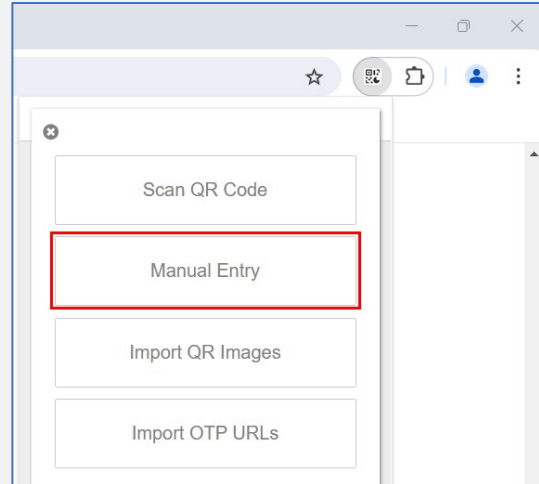 Scan QR Code
Manual Entry
Import QR Images
Import OTP URLs